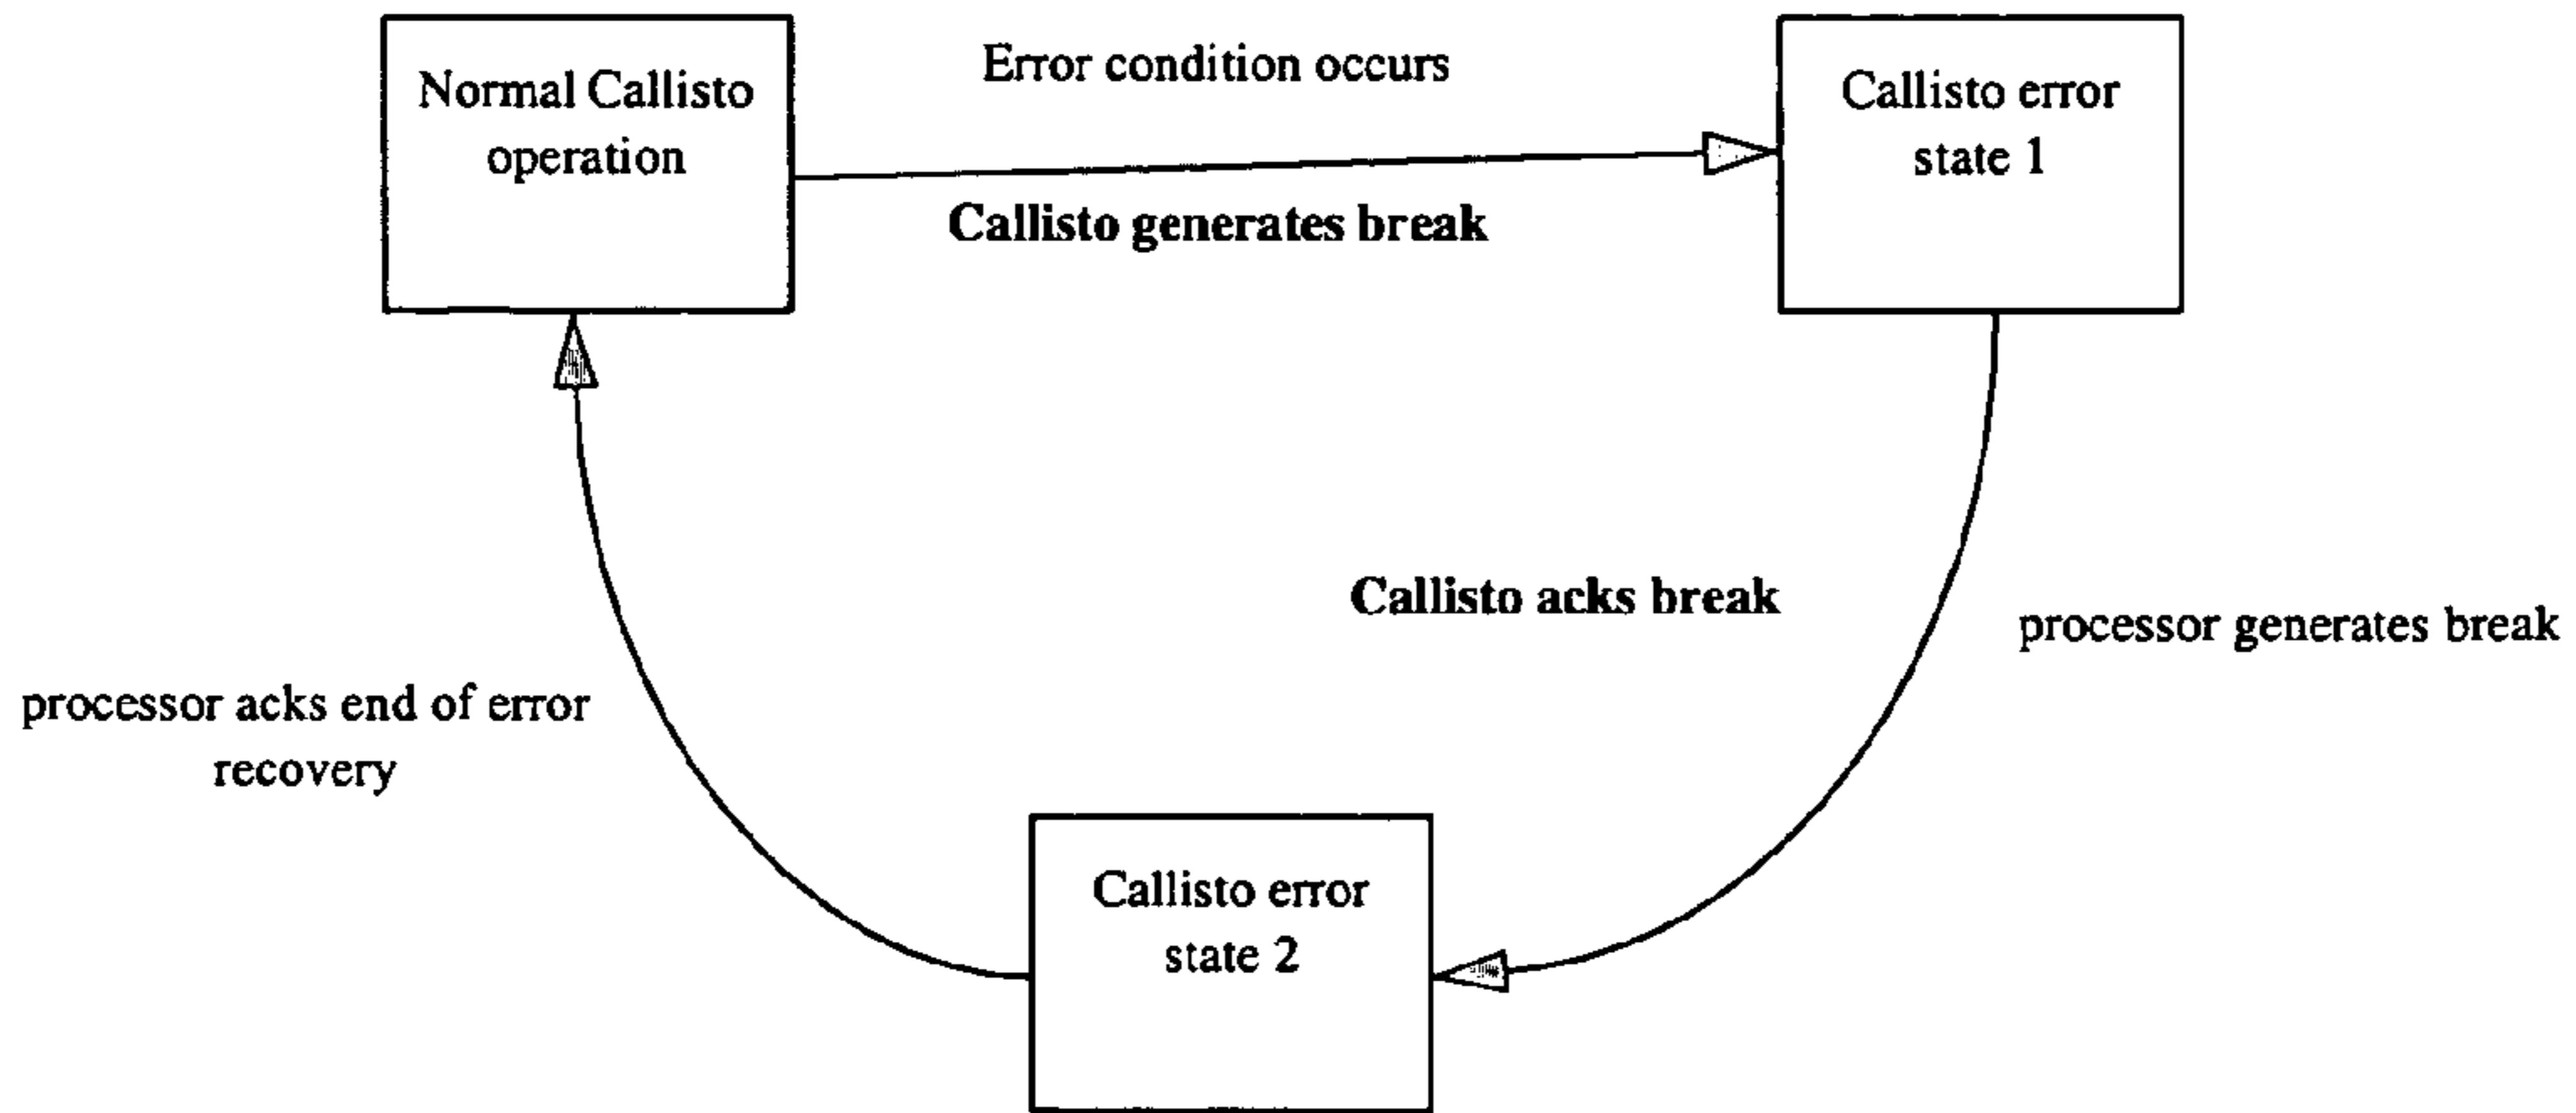 Normal Callisto
operation
Error condition occurs
Callisto generates break
Callisto error
state 1
Callisto acks break
processor generates break
processor acks end of error
recovery
Callisto error
state 2